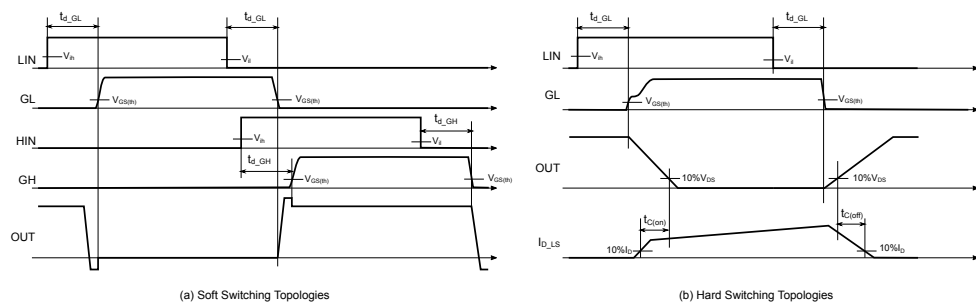 t_d_GL
t_d_GL
LIN
V_ih
V_il
GL
V_GS(th)
V_GS(th)
t_d_GH
HIN
V_ih
V_il
t_d_GH
GH
V_GS(th)
V_GS(th)
OUT
(a) Soft Switching Topologies
t_d_GL
t_d_GL
LIN
V_ih
V_il
GL
V_GS(th)
V_GS(th)
OUT
10%V_DS
10%V_DS
t_C(on)
t_C(off)
I_D_LS
10%I_D
10%I_D
(b) Hard Switching Topologies